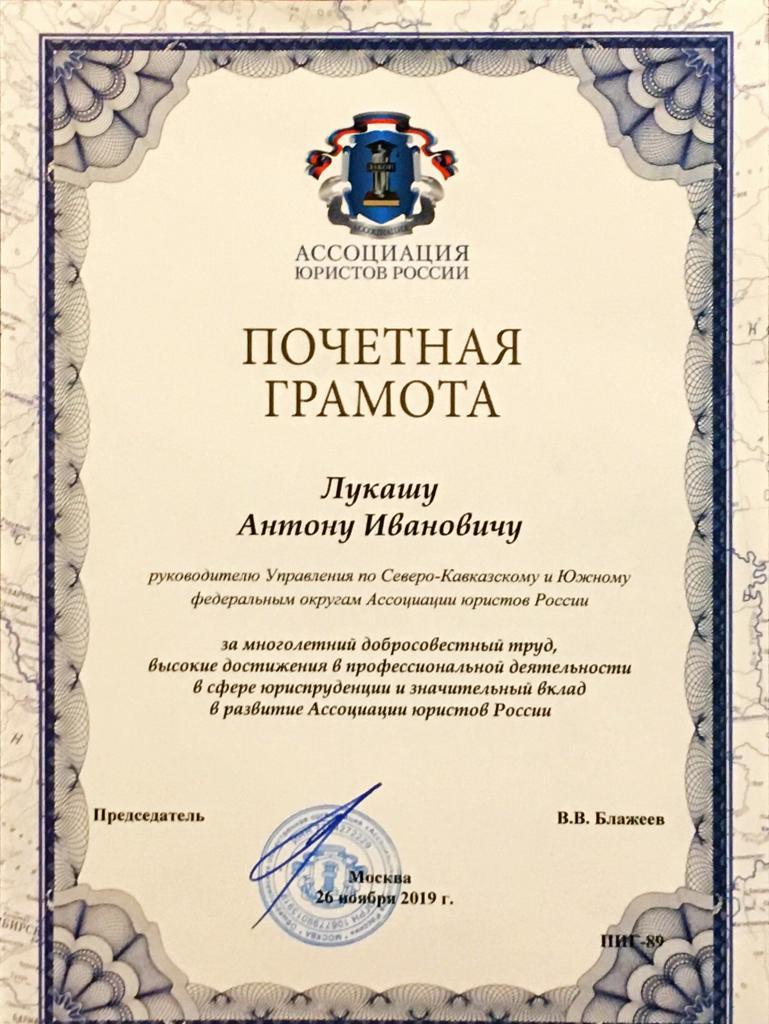 ЗАКОН
АССОЦИАЦИЯ
АССОЦИАЦИЯ
ЮРИСТОВ РОССИИ
ПОЧЕТНАЯ
ГРАМОТА
Лукашу
Антону Ивановичу
руководителю Управления по Северо-Кавказскому и Южному
федеральным округам Ассоциации юристов России
за многолетний добросовестный труд,
высокие достижения в профессиональной деятельности
в сфере юриспруденции и значительный вклад
в развитие Ассоциации юристов России
Председатель
В.В. Блажеев
Москва
26 ноября 2019 г.
ПИГ-89